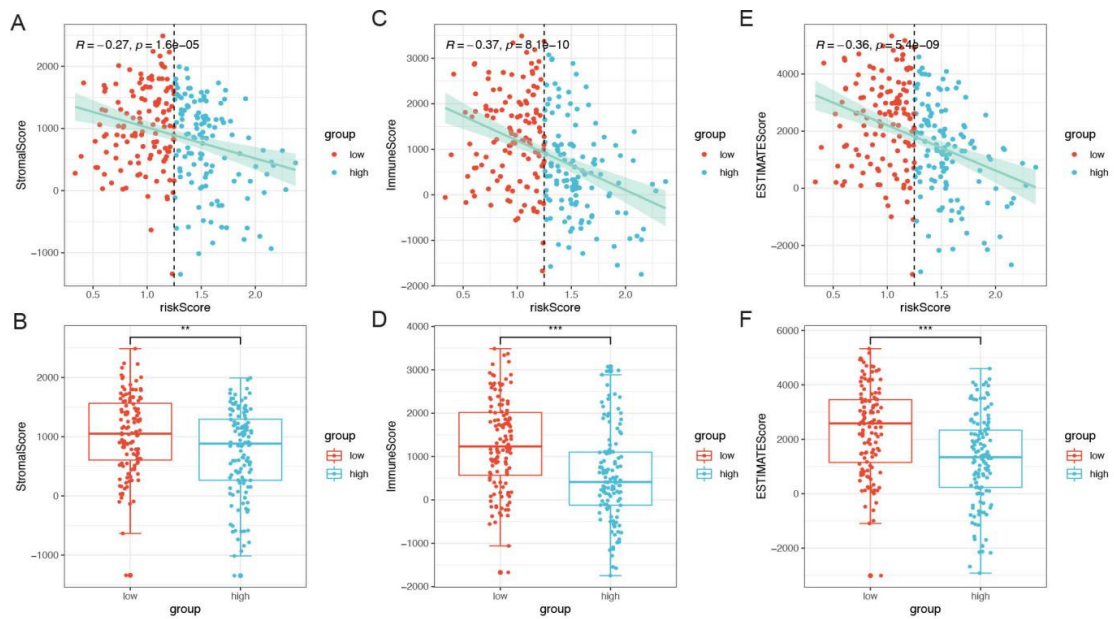 A
R = −0.27, p = 1.6e−05
StromalScore
2000
1000
0
−1000
0.5 1.0 1.5 2.0
riskScore
group
low
high
C
R = −0.37, p = 8.1e−10
ImmuneScore
3000
2000
1000
0
−1000
−2000
0.5 1.0 1.5 2.0
riskScore
group
low
high
E
R = −0.36, p = 5.4e−09
ESTIMATEScore
4000
2000
0
−2000
0.5 1.0 1.5 2.0
riskScore
group
low
high
B
**
StromalScore
2000
1000
0
−1000
low high
group
group
low
high
D
***
ImmuneScore
4000
3000
2000
1000
0
−1000
−2000
low high
group
group
low
high
F
***
ESTIMATEScore
6000
4000
2000
0
−2000
low high
group
group
low
high